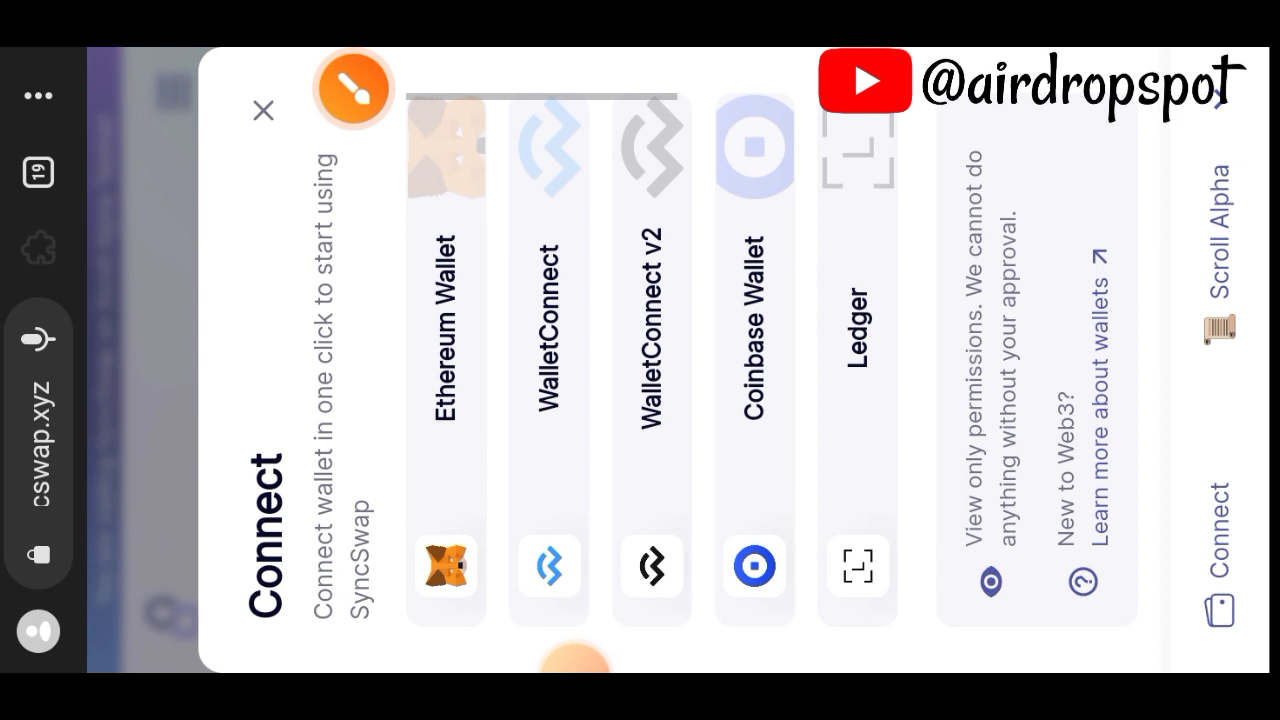 @airdropspot
19
cswap.xyz
Connect
Connect wallet in one click to start using
SyncSwap
Ethereum Wallet
WalletConnect
WalletConnect v2
Coinbase Wallet
Ledger
View only permissions. We cannot do
anything without your approval.
New to Web3?
Learn more about wallets
Connect
Scroll Alpha